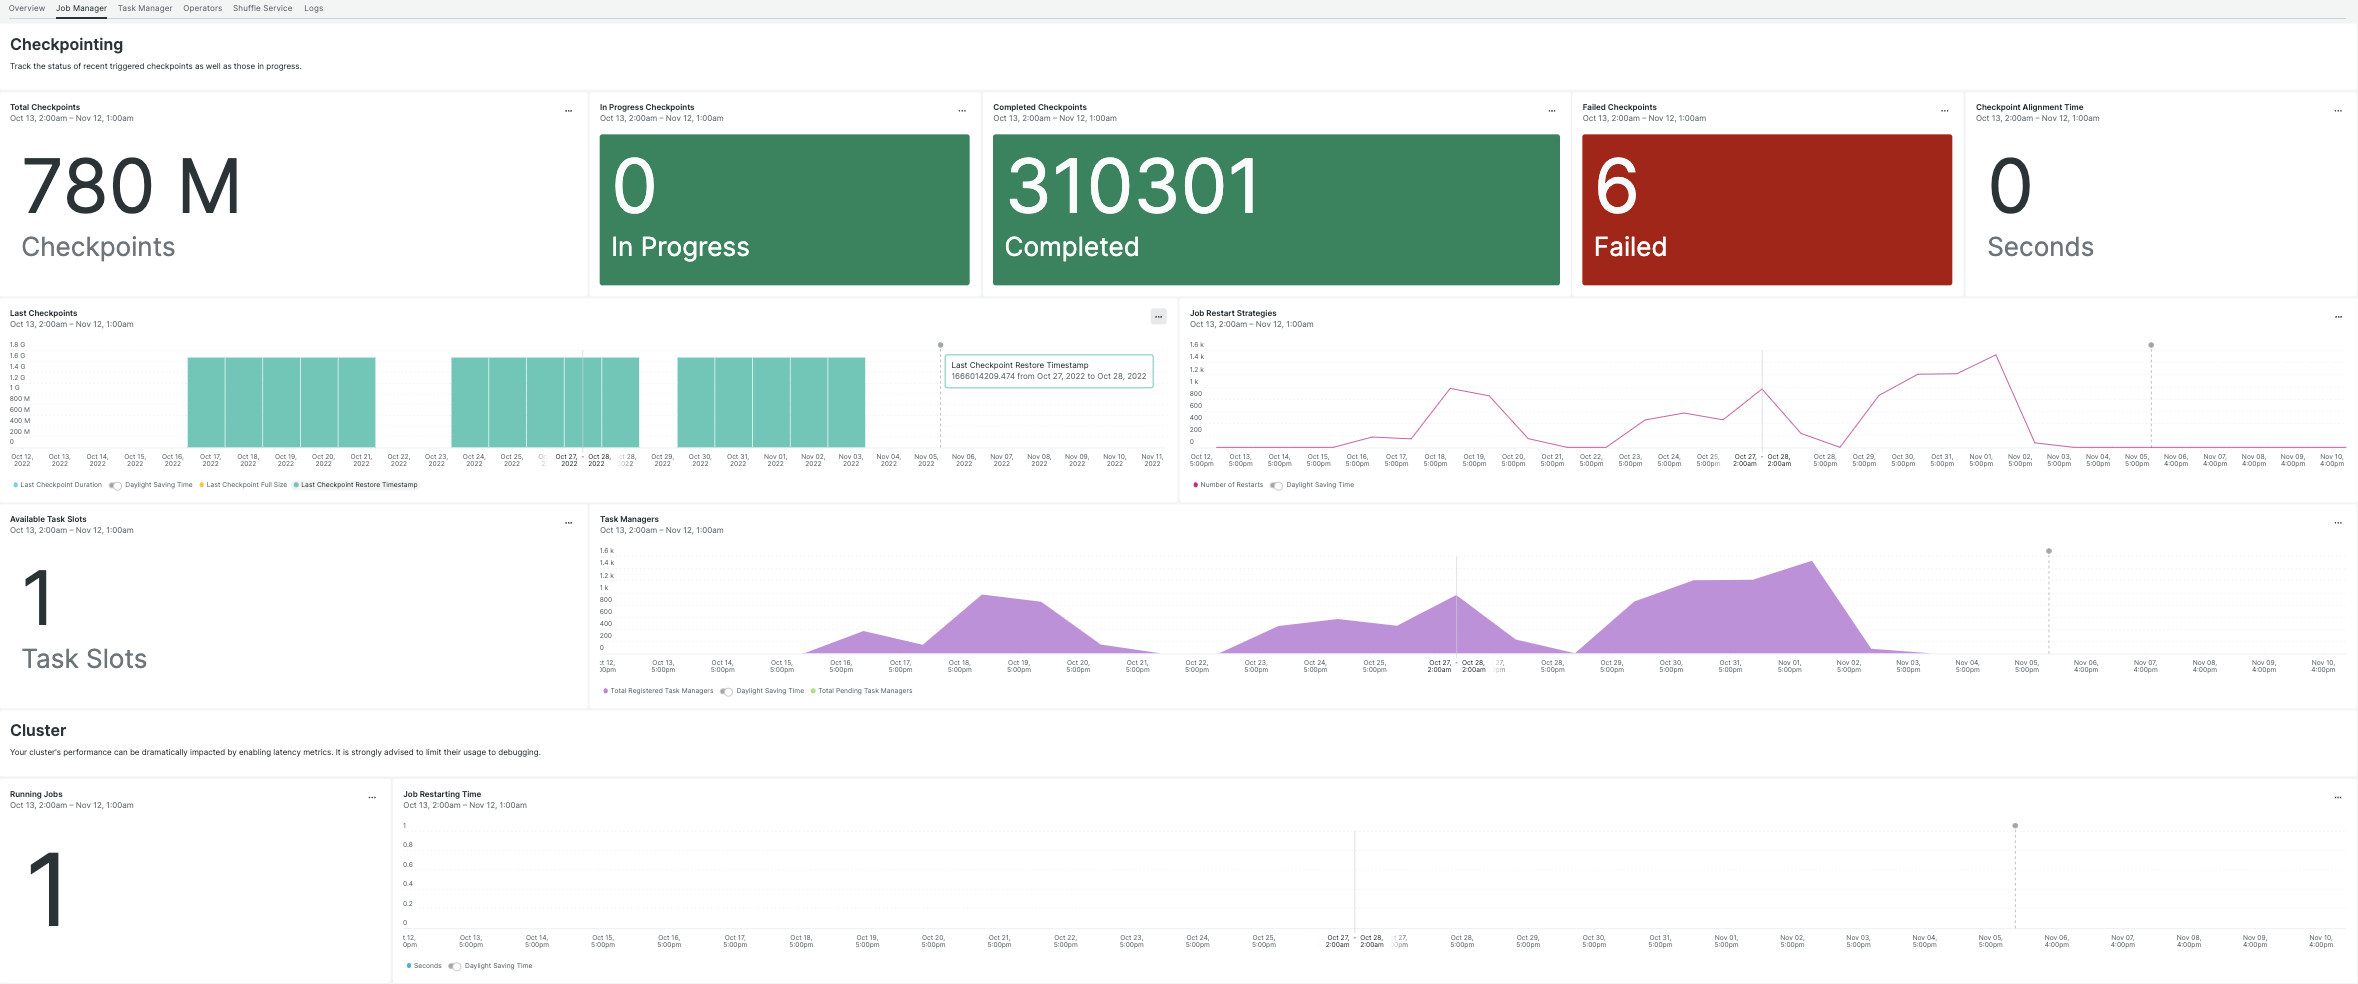 Overview Job Manager Task Manager Operators Shuffle Service Logs
Checkpointing
Track the status of recent triggered checkpoints as well as those in progress.
Total Checkpoints
Oct 13, 2:00am – Nov 12, 1:00am
780 M
Checkpoints
In Progress Checkpoints
Oct 13, 2:00am – Nov 12, 1:00am
0
In Progress
Completed Checkpoints
Oct 13, 2:00am – Nov 12, 1:00am
310301
Completed
Failed Checkpoints
Oct 13, 2:00am – Nov 12, 1:00am
6
Failed
Checkpoint Alignment Time
Oct 13, 2:00am – Nov 12, 1:00am
0
Seconds
Last Checkpoints
Oct 13, 2:00am – Nov 12, 1:00am
1.8 G
1.6 G
1.4 G
1.2 G
1 G
800 M
600 M
400 M
200 M
0
Last Checkpoint Restore Timestamp
1666014209.474 from Oct 27, 2022 to Oct 28, 2022
Oct 12, Oct 13, Oct 14, Oct 15, Oct 16, Oct 17, Oct 18, Oct 19, Oct 20, Oct 21, Oct 22, Oct 23, Oct 24, Oct 25, Oct 27, - Oct 28, Oct 29, Oct 30, Oct 31, Nov 01, Nov 02, Nov 03, Nov 04, Nov 05, Nov 06, Nov 07, Nov 08, Nov 09, Nov 10, Nov 11,
2022 2022 2022 2022 2022 2022 2022 2022 2022 2022 2022 2022 2022 2022 2022 2022 2022 2022 2022 2022 2022 2022 2022 2022 2022 2022 2022 2022 2022 2022
Last Checkpoint Duration Daylight Saving Time Last Checkpoint Full Size Last Checkpoint Restore Timestamp
Job Restart Strategies
Oct 13, 2:00am – Nov 12, 1:00am
1.6 k
1.4 k
1.2 k
1 k
800
600
400
200
0
Oct 12, Oct 13, Oct 14, Oct 15, Oct 16, Oct 17, Oct 18, Oct 19, Oct 20, Oct 21, Oct 22, Oct 23, Oct 24, Oct 25, Oct 27, - Oct 28, Oct 28, Oct 29, Oct 30, Oct 31, Nov 01, Nov 02, Nov 03, Nov 04, Nov 05, Nov 06, Nov 07, Nov 08, Nov 09, Nov 10,
5:00pm 5:00pm 5:00pm 5:00pm 5:00pm 5:00pm 5:00pm 5:00pm 5:00pm 5:00pm 5:00pm 5:00pm 5:00pm 5:00pm 2:00am 2:00am 5:00pm 5:00pm 5:00pm 5:00pm 5:00pm 5:00pm 5:00pm 5:00pm 5:00pm 4:00pm 4:00pm 4:00pm 4:00pm 4:00pm
Number of Restarts Daylight Saving Time
Available Task Slots
Oct 13, 2:00am – Nov 12, 1:00am
1
Task Slots
Task Managers
Oct 13, 2:00am – Nov 12, 1:00am
1.6 k
1.4 k
1.2 k
1 k
800
600
400
200
0
12, Oct 13, Oct 14, Oct 15, Oct 16, Oct 17, Oct 18, Oct 19, Oct 20, Oct 21, Oct 22, Oct 23, Oct 24, Oct 25, Oct 27, - Oct 28, Oct 28, Oct 29, Oct 30, Oct 31, Nov 01, Nov 02, Nov 03, Nov 04, Nov 05, Nov 06, Nov 07, Nov 08, Nov 09, Nov 10,
5:00pm 5:00pm 5:00pm 5:00pm 5:00pm 5:00pm 5:00pm 5:00pm 5:00pm 5:00pm 5:00pm 5:00pm 5:00pm 2:00am 2:00am 5:00pm 5:00pm 5:00pm 5:00pm 5:00pm 5:00pm 5:00pm 5:00pm 5:00pm 4:00pm 4:00pm 4:00pm 4:00pm 4:00pm
Total Registered Task Managers Daylight Saving Time Total Pending Task Managers
Cluster
Your cluster's performance can be dramatically impacted by enabling latency metrics. It is strongly advised to limit their usage to debugging.
Running Jobs
Oct 13, 2:00am – Nov 12, 1:00am
1
Job Restarting Time
Oct 13, 2:00am – Nov 12, 1:00am
1
0.8
0.6
0.4
0.2
0
12, Oct 13, Oct 14, Oct 15, Oct 16, Oct 17, Oct 18, Oct 19, Oct 20, Oct 21, Oct 22, Oct 23, Oct 24, Oct 25, Oct 27, - Oct 28, Oct 28, Oct 29, Oct 30, Oct 31, Nov 01, Nov 02, Nov 03, Nov 04, Nov 05, Nov 06, Nov 07, Nov 08, Nov 09, Nov 10,
5:00pm 5:00pm 5:00pm 5:00pm 5:00pm 5:00pm 5:00pm 5:00pm 5:00pm 5:00pm 5:00pm 5:00pm 5:00pm 2:00am 2:00am 5:00pm 5:00pm 5:00pm 5:00pm 5:00pm 5:00pm 5:00pm 5:00pm 5:00pm 4:00pm 4:00pm 4:00pm 4:00pm 4:00pm
Seconds Daylight Saving Time